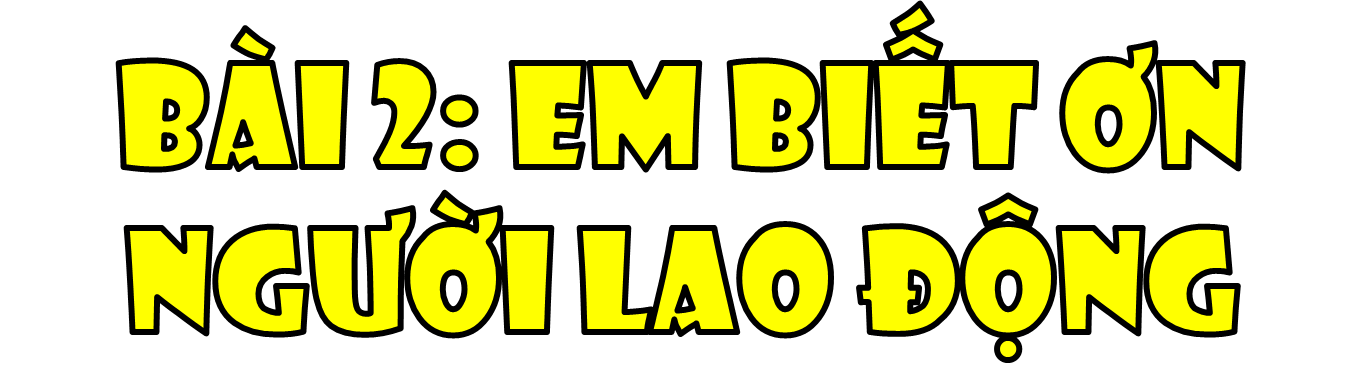 BÀI 2: EM BIẾT ƠN
NGƯỜI LAO ĐỘNG